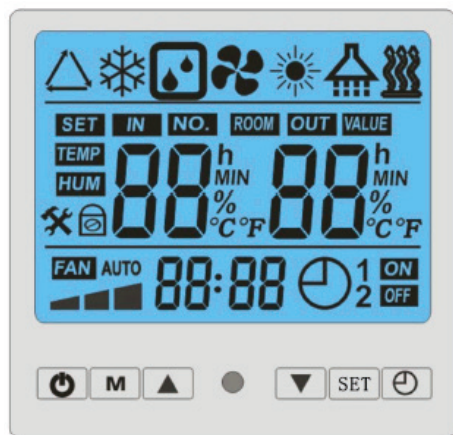 SET IN NO. ROOM OUT VALUE
TEMP 88 h MIN % °C °F 88 h MIN % °C °F
HUM
FAN AUTO 88:88 1 ON
2 OFF
M SET